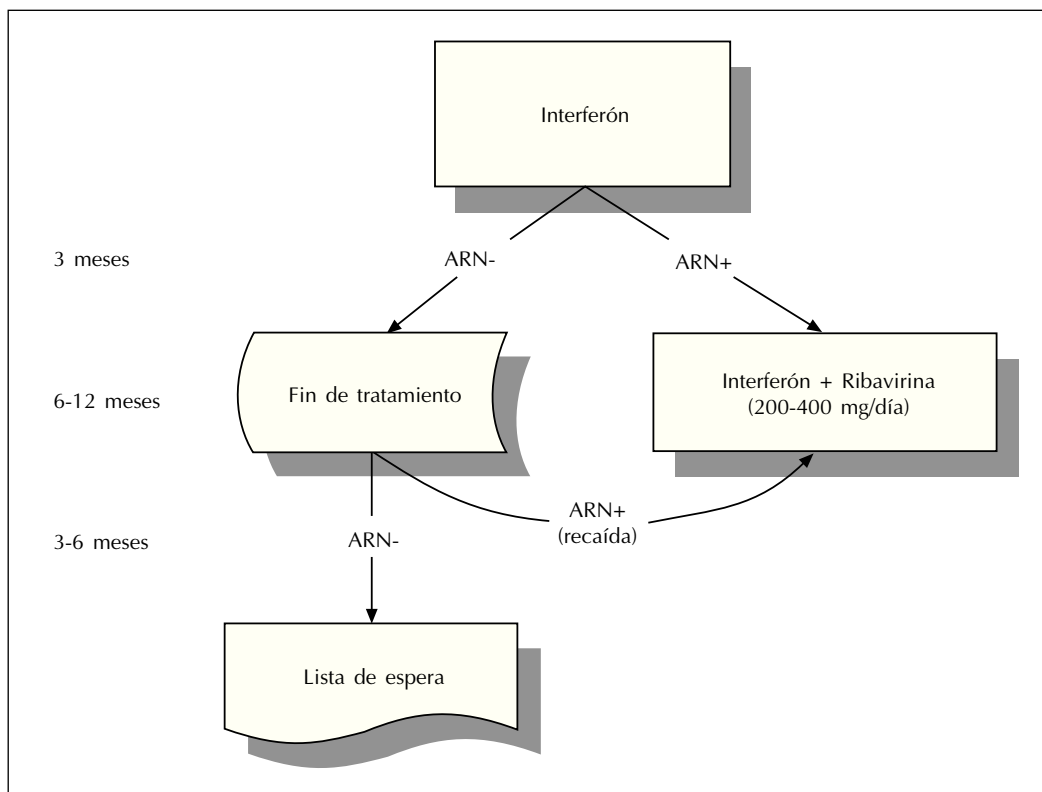 Interferón
3 meses
ARN-
ARN+
6-12 meses
Fin de tratamiento
Interferón + Ribavirina
(200-400 mg/día)
3-6 meses
ARN-
ARN+
(recaída)
Lista de espera